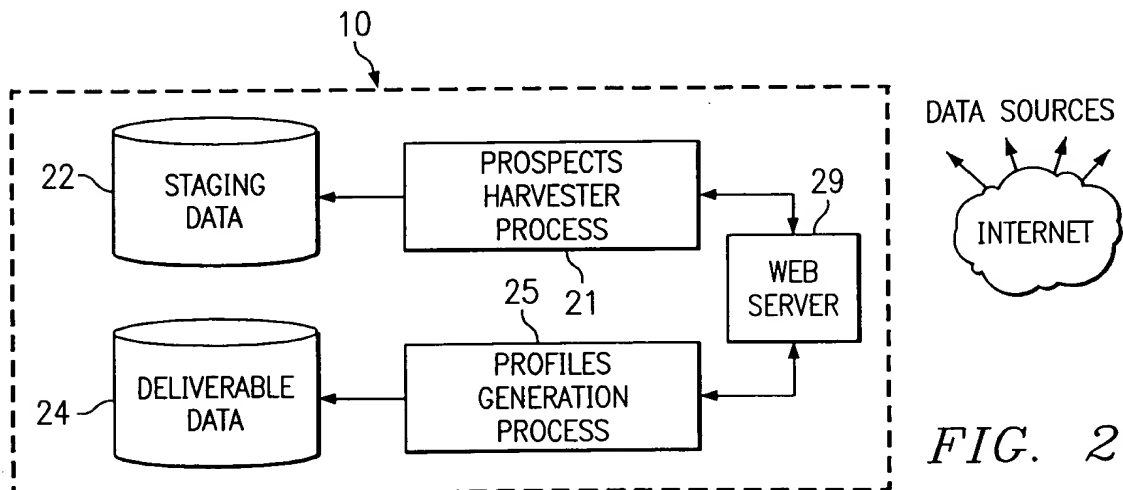 10
DATA SOURCES
22
STAGING
DATA
PROSPECTS
HARVESTER
PROCESS
21
29
WEB
SERVER
INTERNET
24
DELIVERABLE
DATA
25
PROFILES
GENERATION
PROCESS
FIG. 2